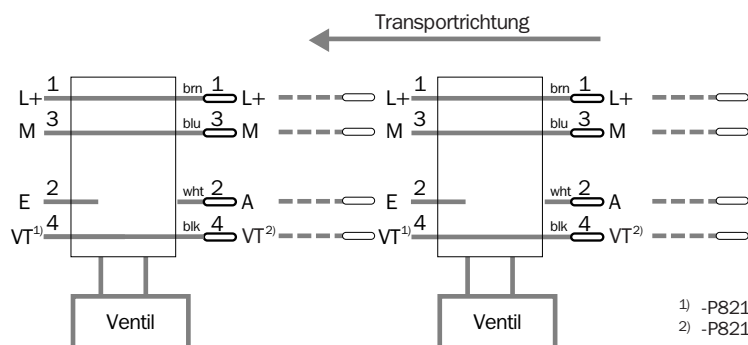 Transportrichtung
L+ 1 brn 1 L+ L+ 1 brn 1 L+
M 3 blu 3 M M 3 blu 3 M
E 2 wht 2 A E 2 wht 2 A
VT1) 4 blk 4 VT2) VT1) 4 blk 4 VT2)
Ventil Ventil
1) -P821
2) -P821